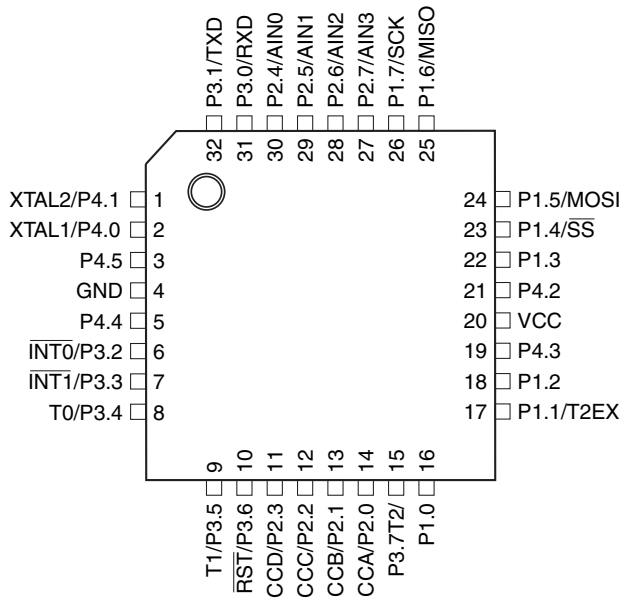 P3.1/TXD
P3.0/RXD
P2.4/AIN0
P2.5/AIN1
P2.6/AIN2
P2.7/AIN3
P1.7/SCK
P1.6/MISO
32
31
30
29
28
27
26
25
XTAL2/P4.1 1
XTAL1/P4.0 2
P4.5 3
GND 4
P4.4 5
I̅N̅T̅0̅/P3.2 6
I̅N̅T̅1̅/P3.3 7
T0/P3.4 8
24 P1.5/MOSI
23 P1.4/S̅S̅
22 P1.3
21 P4.2
20 VCC
19 P4.3
18 P1.2
17 P1.1/T2EX
9
10
11
12
13
14
15
16
T1/P3.5
R̅S̅T̅/P3.6
CCD/P2.3
CCC/P2.2
CCB/P2.1
CCA/P2.0
P3.7T2/
P1.0